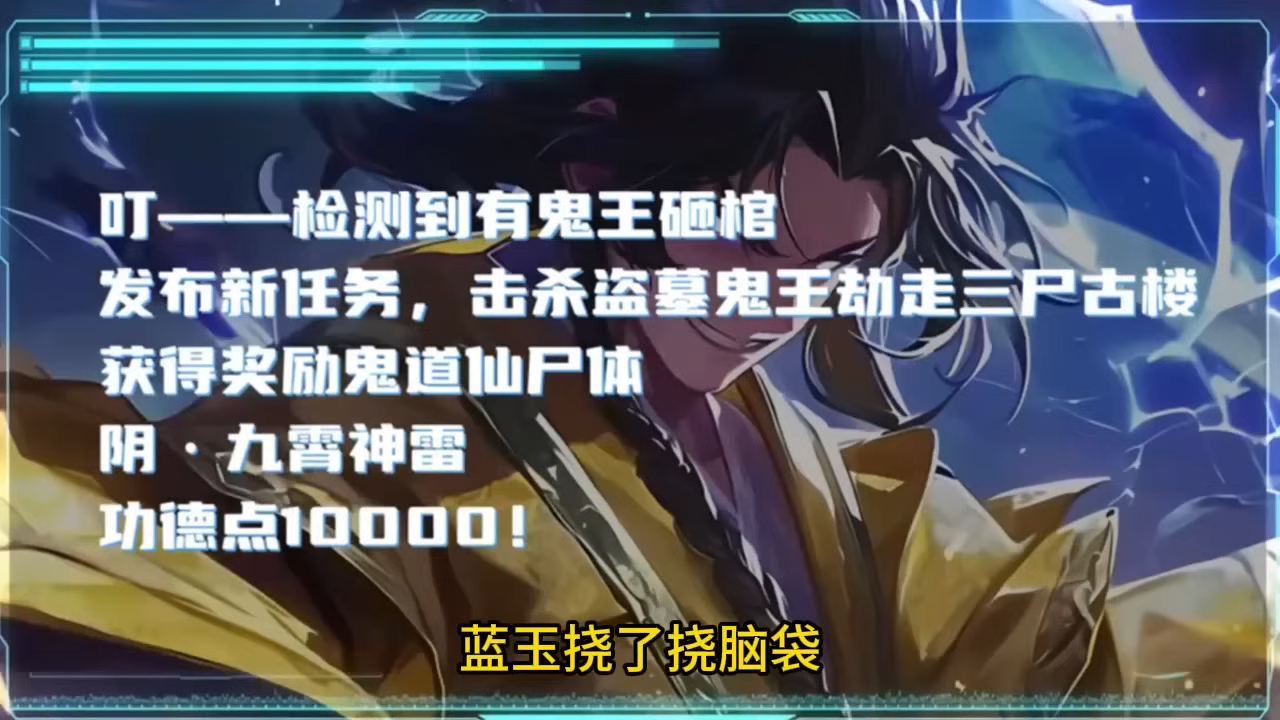 叮——检测到有鬼王砸棺
发布新任务，击杀盗墓鬼王劫走三尸古楼
获得奖励鬼道仙尸体
阴·九霄神雷
功德点10000！
蓝玉挠了挠脑袋